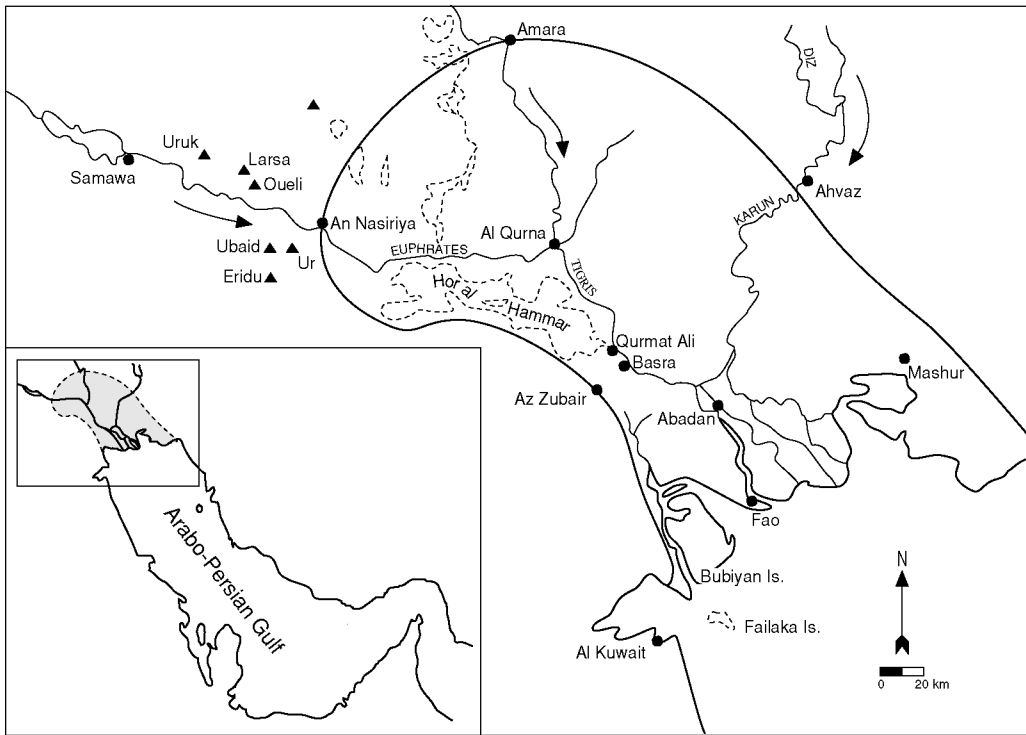 Amara
DIZ
Uruk
Larsa
Samawa
Oueli
Ahvaz
KARUN
An Nasiriya
Al Qurna
Ubaid
Ur
EUPHRATES
Eridu
TIGRIS
Hor al
Hammar
Qurmat Ali
Basra
Mashur
Az Zubair
Abadan
Fao
Arabo-Persian Gulf
Bubiyan Is.
N
Failaka Is.
Al Kuwait
0 20 km